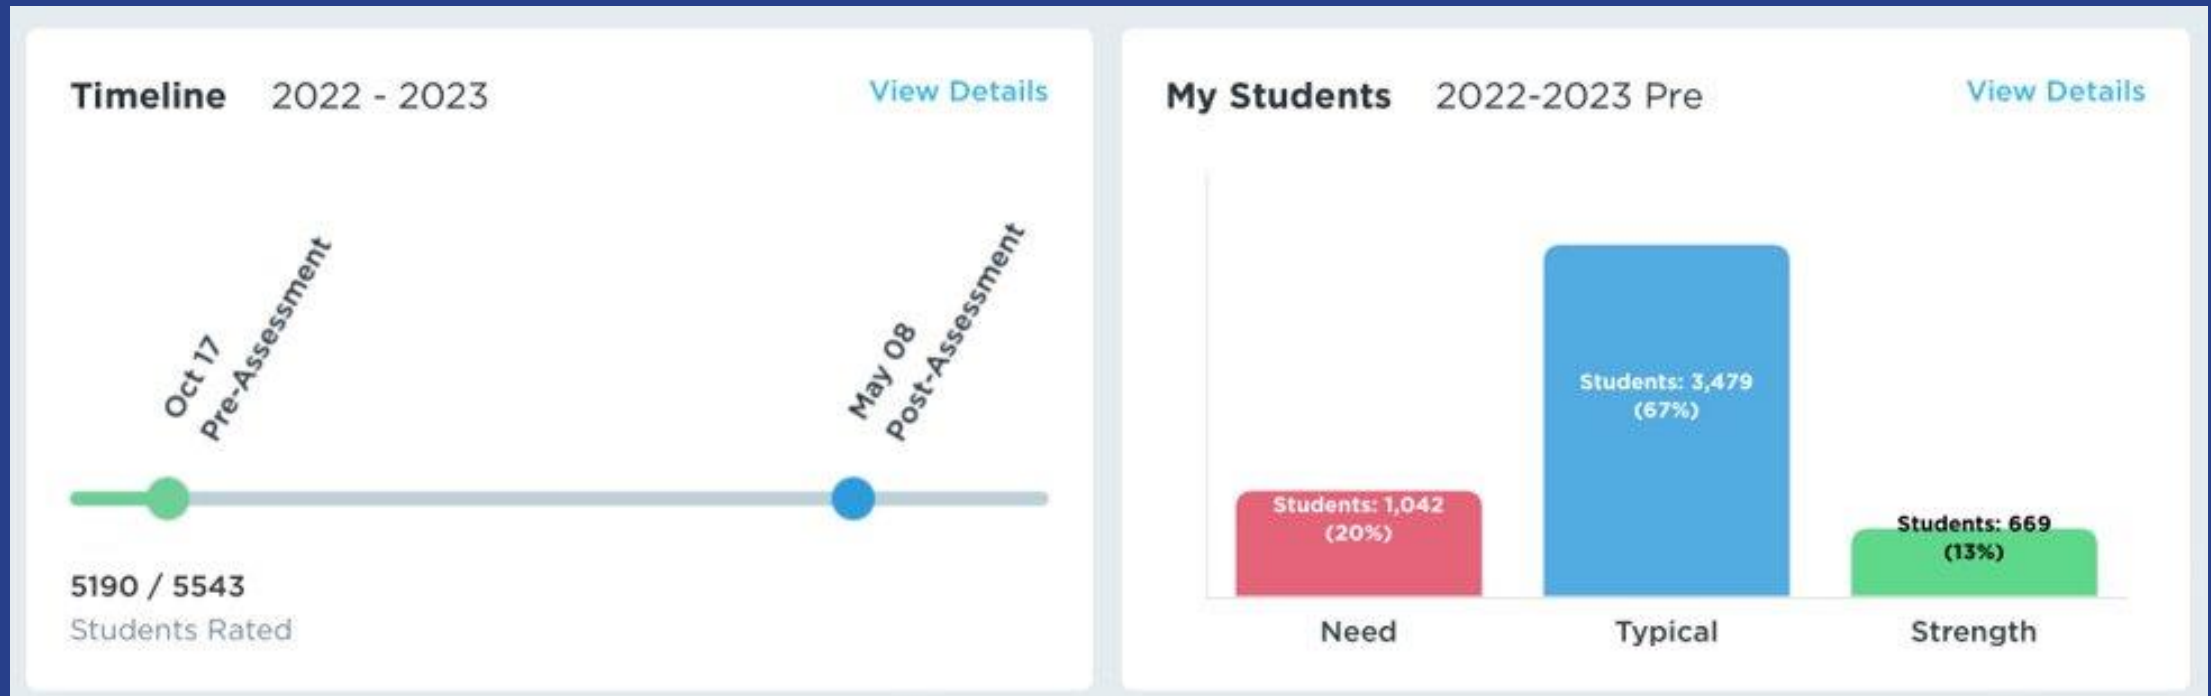 Timeline 2022 - 2023 View Details
Oct 17
Pre-Assessment
May 08
Post-Assessment
5190 / 5543
Students Rated
My Students 2022-2023 Pre View Details
Students: 1,042
(20%)
Students: 3,479
(67%)
Students: 669
(13%)
Need Typical Strength